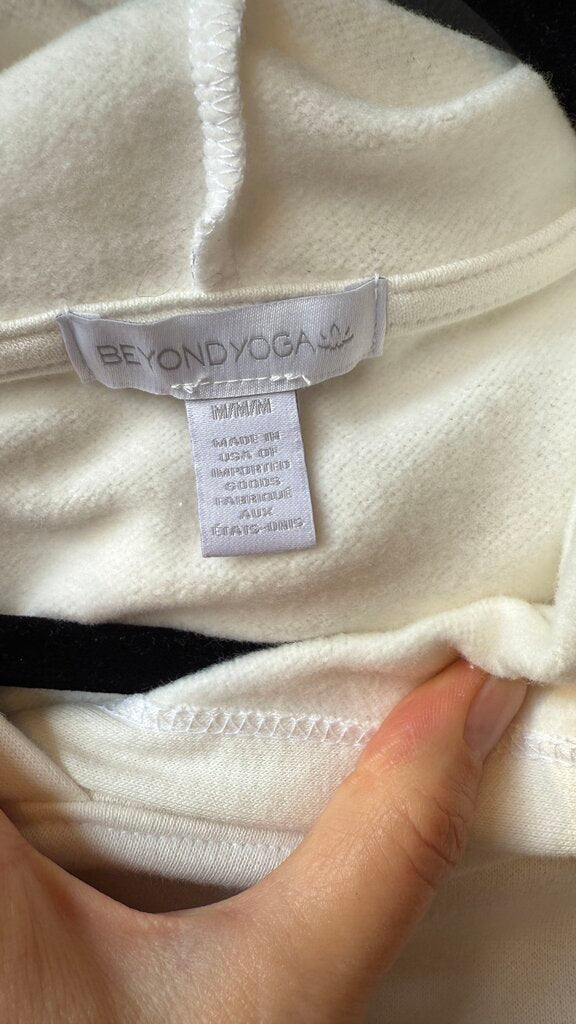 BEYOND YOGA
M/M/M
MADE IN
USA OF
IMPORTED
GOODS
FABRIQUÉ
AUX
ÉTATS-UNIS